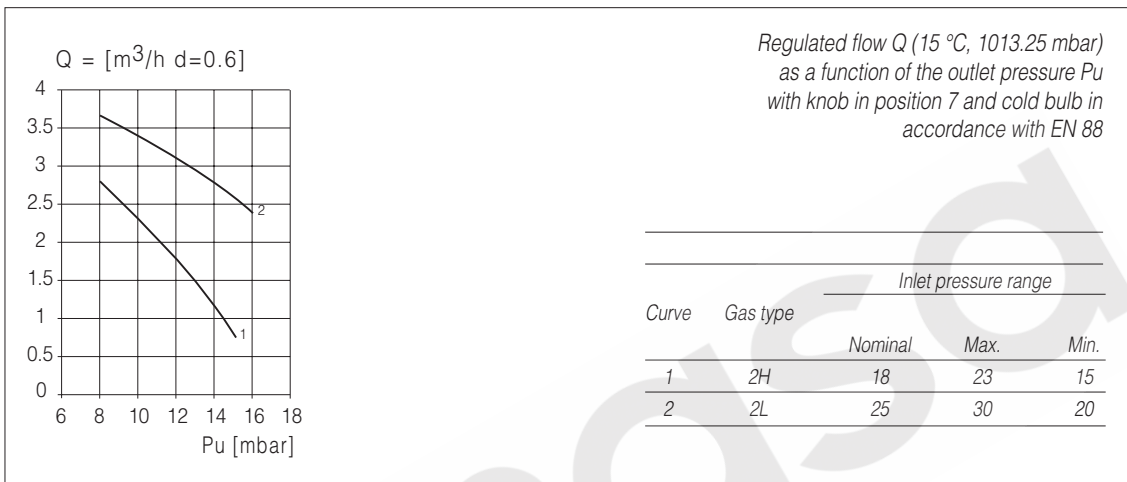 Q = [m3/h d=0.6]
4
3.5
3
2.5
2
1.5
1
0.5
0
6 8 10 12 14 16 18
Pu [mbar]
2
1
Regulated flow Q (15 °C, 1013.25 mbar)
as a function of the outlet pressure Pu
with knob in position 7 and cold bulb in
accordance with EN 88
Inlet pressure range
Curve Gas type
Nominal Max. Min.
1 2H 18 23 15
2 2L 25 30 20